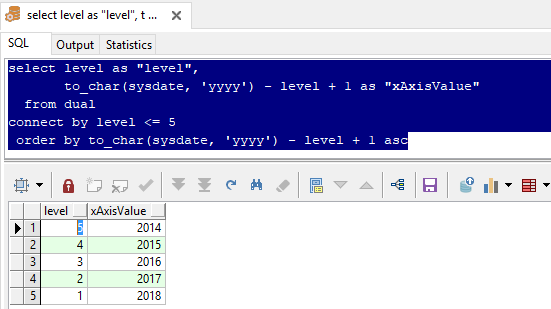 select level as "level", t ...
SQL Output Statistics
select level as "level",
to_char(sysdate, 'yyyy') - level + 1 as "xAxisValue"
from dual
connect by level <= 5
order by to_char(sysdate, 'yyyy') - level + 1 asc
level xAxisValue
1 5 2014
2 4 2015
3 3 2016
4 2 2017
5 1 2018